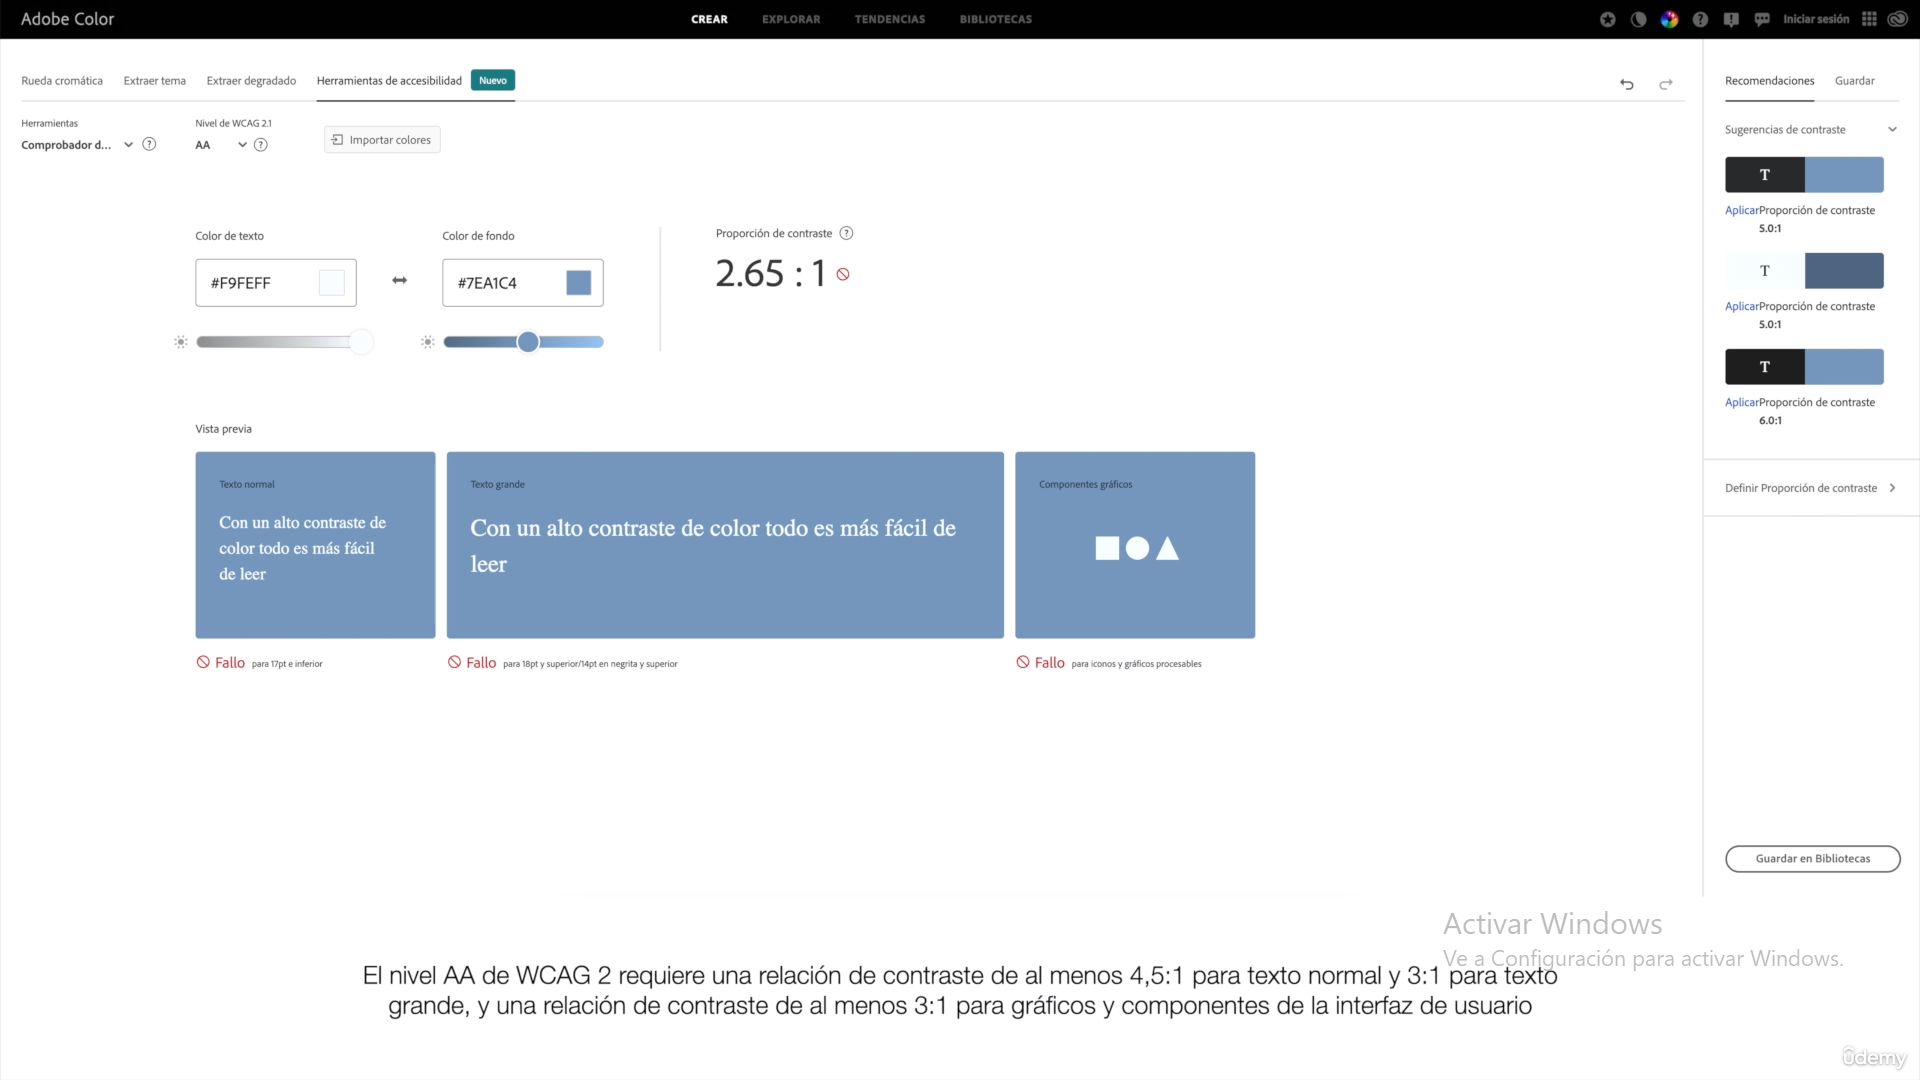 Adobe Color
CREAR
EXPLORAR
TENDENCIAS
BIBLIOTECAS
Iniciar sesión
Rueda cromática
Extraer tema
Extraer degradado
Herramientas de accesibilidad
Nuevo
Recomendaciones
Guardar
Herramientas
Comprobador d...
Nivel de WCAG 2.1
AA
Importar colores
Sugerencias de contraste
T
Aplicar Proporción de contraste
5.0:1
T
Aplicar Proporción de contraste
5.0:1
T
Aplicar Proporción de contraste
6.0:1
Definir Proporción de contraste
Color de texto
#F9FEFF
Color de fondo
#7EA1C4
Proporción de contraste
2.65 : 1
Vista previa
Texto normal
Con un alto contraste de
color todo es más fácil
de leer
Texto grande
Con un alto contraste de color todo es más fácil de
leer
Componentes gráficos
Fallo para 17pt e inferior
Fallo para 18pt y superior/14pt en negrita y superior
Fallo para iconos y gráficos procesables
Guardar en Bibliotecas
Activar Windows
Ve a Configuración para activar Windows.
El nivel AA de WCAG 2 requiere una relación de contraste de al menos 4,5:1 para texto normal y 3:1 para texto
grande, y una relación de contraste de al menos 3:1 para gráficos y componentes de la interfaz de usuario
ûdemy